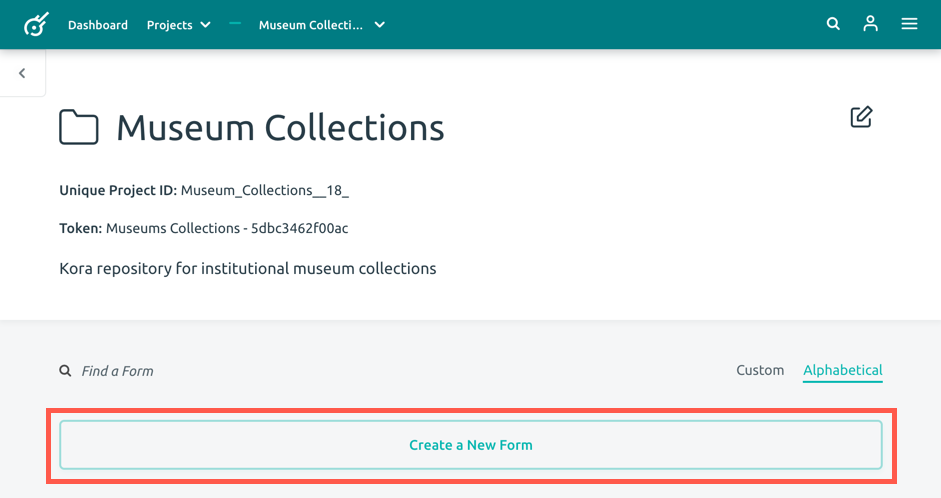 Dashboard Projects Museum Collecti...
Museum Collections
Unique Project ID: Museum_Collections__18_
Token: Museums Collections - 5dbc3462f00ac
Kora repository for institutional museum collections
Find a Form Custom Alphabetical
Create a New Form